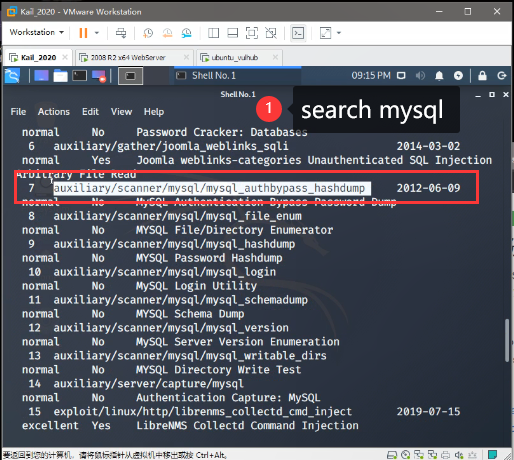 Kail_2020 - VMware Workstation
Workstation
Kail_2020
2008 R2 x64 WebServer
ubuntu_vulhub
Shell No. 1
09:15 PM
Shell No. 1
File Actions Edit View Help
1
search mysql
normal No Password Cracker: Databases
6 auxiliary/gather/joomla_weblinks_sqli 2014-03-02
normal Yes Joomla weblinks-categories Unauthenticated SQL Injection
Arbitrary File Read
7 auxiliary/scanner/mysql/mysql_authbypass_hashdump 2012-06-09
normal No MySQL Authentication Bypass Password Dump
8 auxiliary/scanner/mysql/mysql_file_enum
normal No MYSQL File/Directory Enumerator
9 auxiliary/scanner/mysql/mysql_hashdump
normal No MYSQL Password Hashdump
10 auxiliary/scanner/mysql/mysql_login
normal No MySQL Login Utility
11 auxiliary/scanner/mysql/mysql_schemadump
normal No MYSQL Schema Dump
12 auxiliary/scanner/mysql/mysql_version
normal No MySQL Server Version Enumeration
13 auxiliary/scanner/mysql/mysql_writable_dirs
normal No MYSQL Directory Write Test
14 auxiliary/server/capture/mysql
normal No Authentication Capture: MySQL
15 exploit/linux/http/librenms_collectd_cmd_inject 2019-07-15
excellent Yes LibreNMS Collectd Command Injection
要返回到您的计算机，请将鼠标指针从虚拟机中移出或按 Ctrl+Alt。